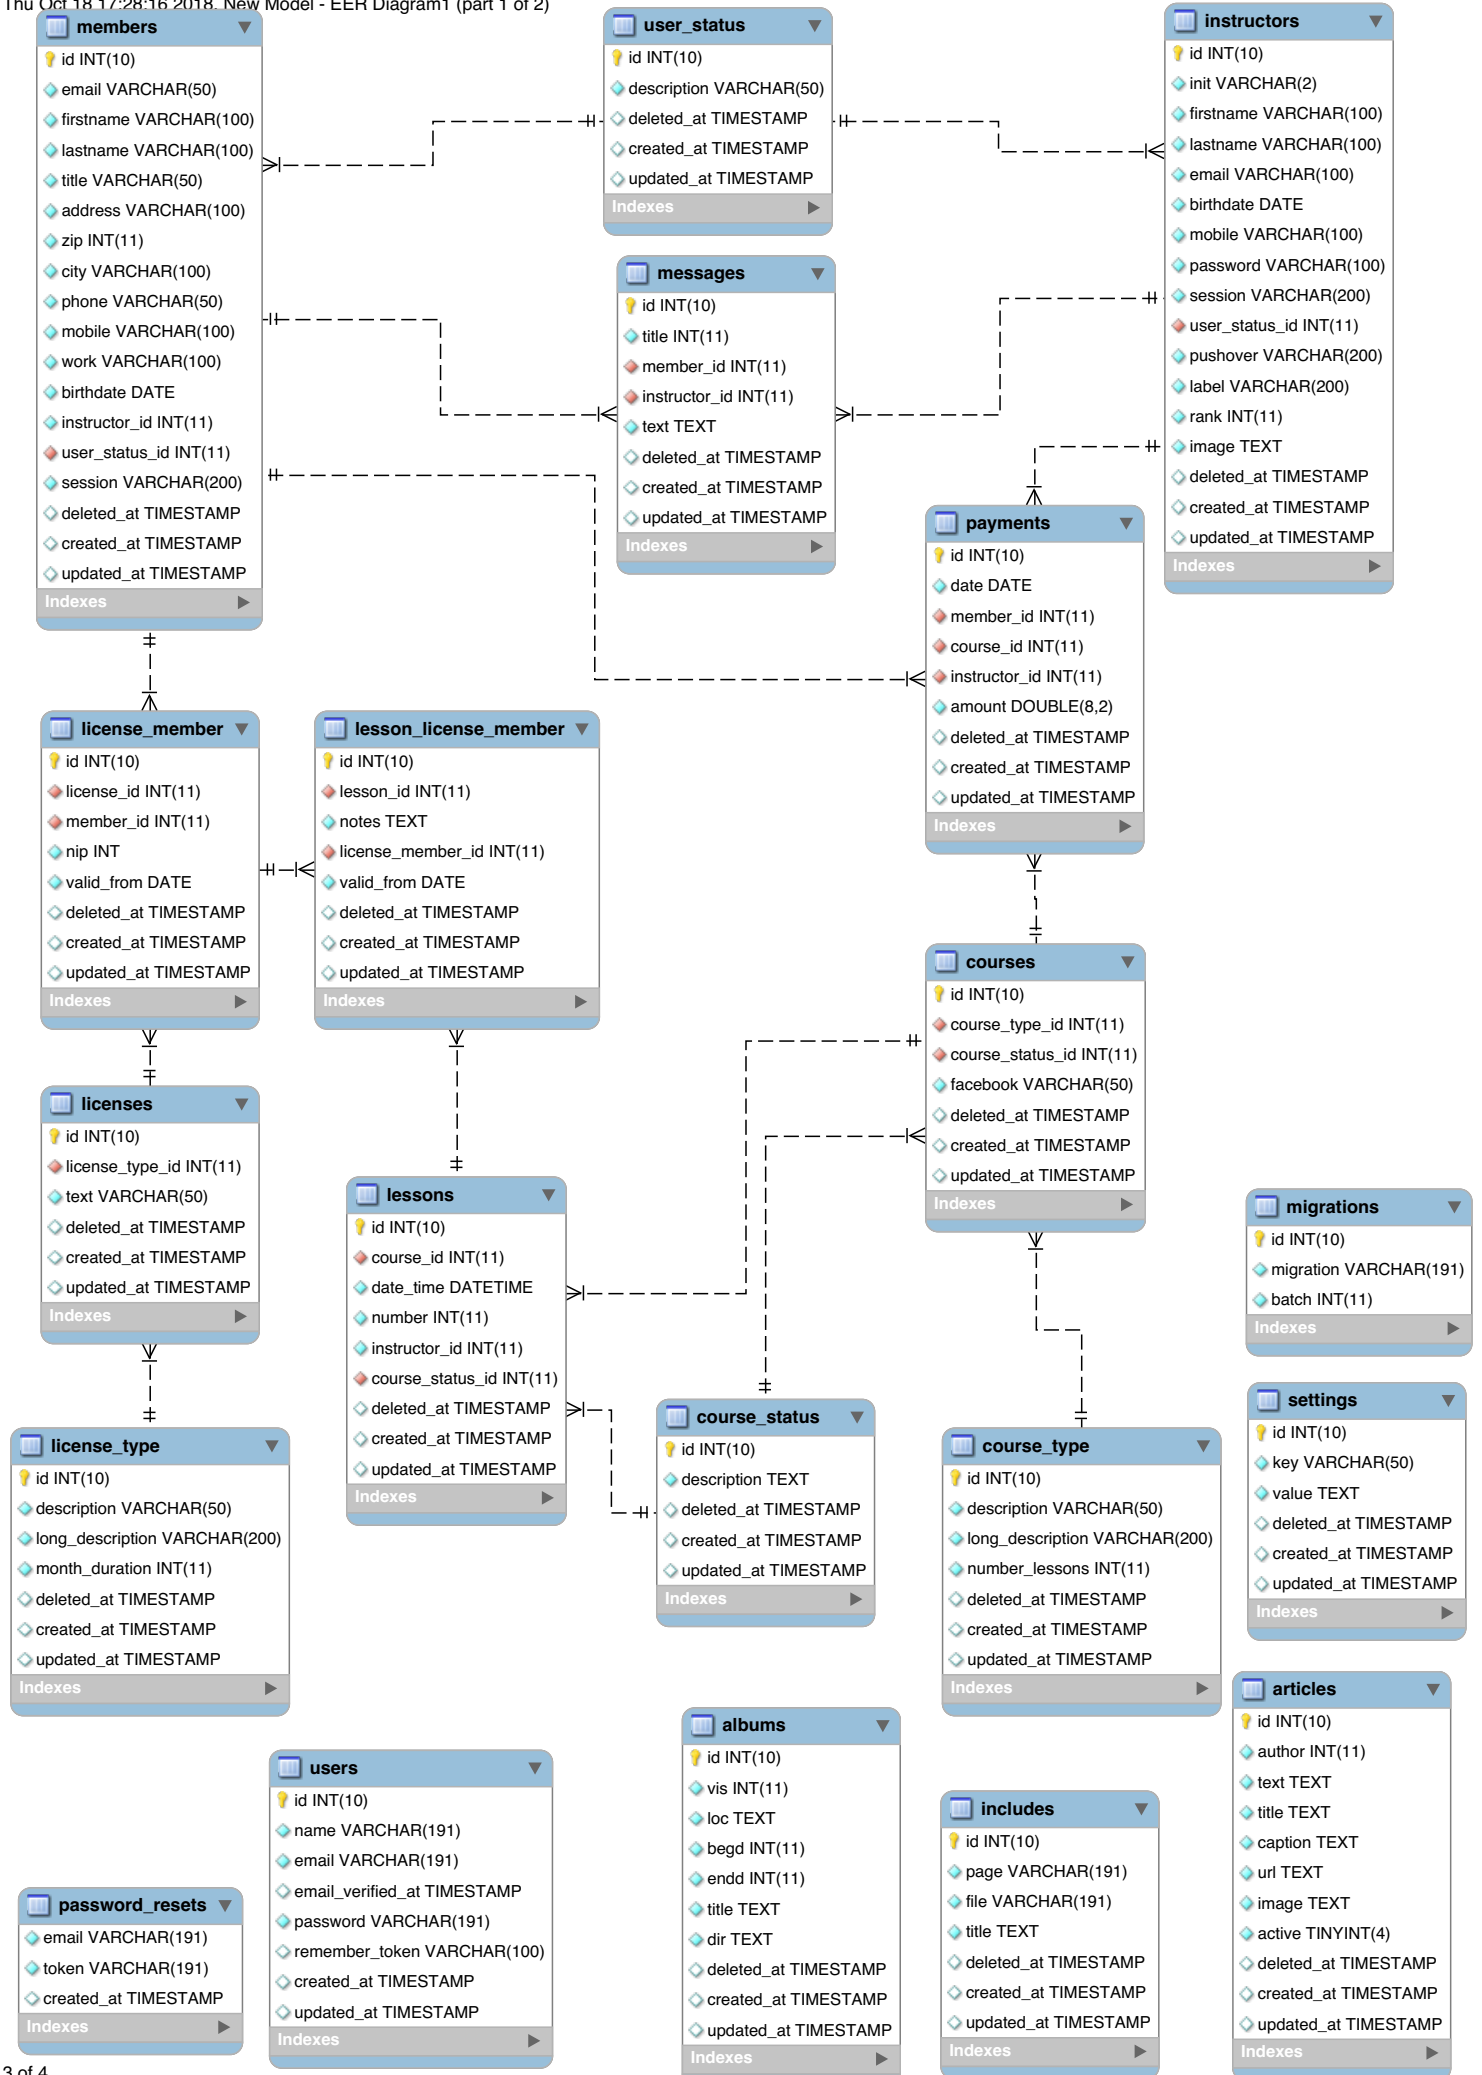 Thu Oct 18 17:28:16 2018, New Model - EER Diagram1 (part 1 of 2)
members
id INT(10)
email VARCHAR(50)
firstname VARCHAR(100)
lastname VARCHAR(100)
title VARCHAR(50)
address VARCHAR(100)
zip INT(11)
city VARCHAR(100)
phone VARCHAR(50)
mobile VARCHAR(100)
work VARCHAR(100)
birthdate DATE
instructor_id INT(11)
user_status_id INT(11)
session VARCHAR(200)
deleted_at TIMESTAMP
created_at TIMESTAMP
updated_at TIMESTAMP
Indexes
user_status
id INT(10)
description VARCHAR(50)
deleted_at TIMESTAMP
created_at TIMESTAMP
updated_at TIMESTAMP
Indexes
instructors
id INT(10)
init VARCHAR(2)
firstname VARCHAR(100)
lastname VARCHAR(100)
email VARCHAR(100)
birthdate DATE
mobile VARCHAR(100)
password VARCHAR(100)
session VARCHAR(200)
user_status_id INT(11)
pushover VARCHAR(200)
label VARCHAR(200)
rank INT(11)
image TEXT
deleted_at TIMESTAMP
created_at TIMESTAMP
updated_at TIMESTAMP
Indexes
messages
id INT(10)
title INT(11)
member_id INT(11)
instructor_id INT(11)
text TEXT
deleted_at TIMESTAMP
created_at TIMESTAMP
updated_at TIMESTAMP
Indexes
payments
id INT(10)
date DATE
member_id INT(11)
course_id INT(11)
instructor_id INT(11)
amount DOUBLE(8,2)
deleted_at TIMESTAMP
created_at TIMESTAMP
updated_at TIMESTAMP
Indexes
license_member
id INT(10)
license_id INT(11)
member_id INT(11)
nip INT
valid_from DATE
deleted_at TIMESTAMP
created_at TIMESTAMP
updated_at TIMESTAMP
Indexes
lesson_license_member
id INT(10)
lesson_id INT(11)
notes TEXT
license_member_id INT(11)
valid_from DATE
deleted_at TIMESTAMP
created_at TIMESTAMP
updated_at TIMESTAMP
Indexes
courses
id INT(10)
course_type_id INT(11)
course_status_id INT(11)
facebook VARCHAR(50)
deleted_at TIMESTAMP
created_at TIMESTAMP
updated_at TIMESTAMP
Indexes
licenses
id INT(10)
license_type_id INT(11)
text VARCHAR(50)
deleted_at TIMESTAMP
created_at TIMESTAMP
updated_at TIMESTAMP
Indexes
lessons
id INT(10)
course_id INT(11)
date_time DATETIME
number INT(11)
instructor_id INT(11)
course_status_id INT(11)
deleted_at TIMESTAMP
created_at TIMESTAMP
updated_at TIMESTAMP
Indexes
migrations
id INT(10)
migration VARCHAR(191)
batch INT(11)
Indexes
settings
id INT(10)
key VARCHAR(50)
value TEXT
deleted_at TIMESTAMP
created_at TIMESTAMP
updated_at TIMESTAMP
Indexes
course_status
id INT(10)
description TEXT
deleted_at TIMESTAMP
created_at TIMESTAMP
updated_at TIMESTAMP
Indexes
license_type
id INT(10)
description VARCHAR(50)
long_description VARCHAR(200)
month_duration INT(11)
deleted_at TIMESTAMP
created_at TIMESTAMP
updated_at TIMESTAMP
Indexes
course_type
id INT(10)
description VARCHAR(50)
long_description VARCHAR(200)
number_lessons INT(11)
deleted_at TIMESTAMP
created_at TIMESTAMP
updated_at TIMESTAMP
Indexes
articles
id INT(10)
author INT(11)
text TEXT
title TEXT
caption TEXT
url TEXT
image TEXT
active TINYINT(4)
deleted_at TIMESTAMP
created_at TIMESTAMP
updated_at TIMESTAMP
Indexes
albums
id INT(10)
vis INT(11)
loc TEXT
begd INT(11)
endd INT(11)
title TEXT
dir TEXT
deleted_at TIMESTAMP
created_at TIMESTAMP
updated_at TIMESTAMP
Indexes
users
id INT(10)
name VARCHAR(191)
email VARCHAR(191)
email_verified_at TIMESTAMP
password VARCHAR(191)
remember_token VARCHAR(100)
created_at TIMESTAMP
updated_at TIMESTAMP
Indexes
includes
id INT(10)
page VARCHAR(191)
file VARCHAR(191)
title TEXT
deleted_at TIMESTAMP
created_at TIMESTAMP
updated_at TIMESTAMP
Indexes
password_resets
email VARCHAR(191)
token VARCHAR(191)
created_at TIMESTAMP
Indexes
3 of 4